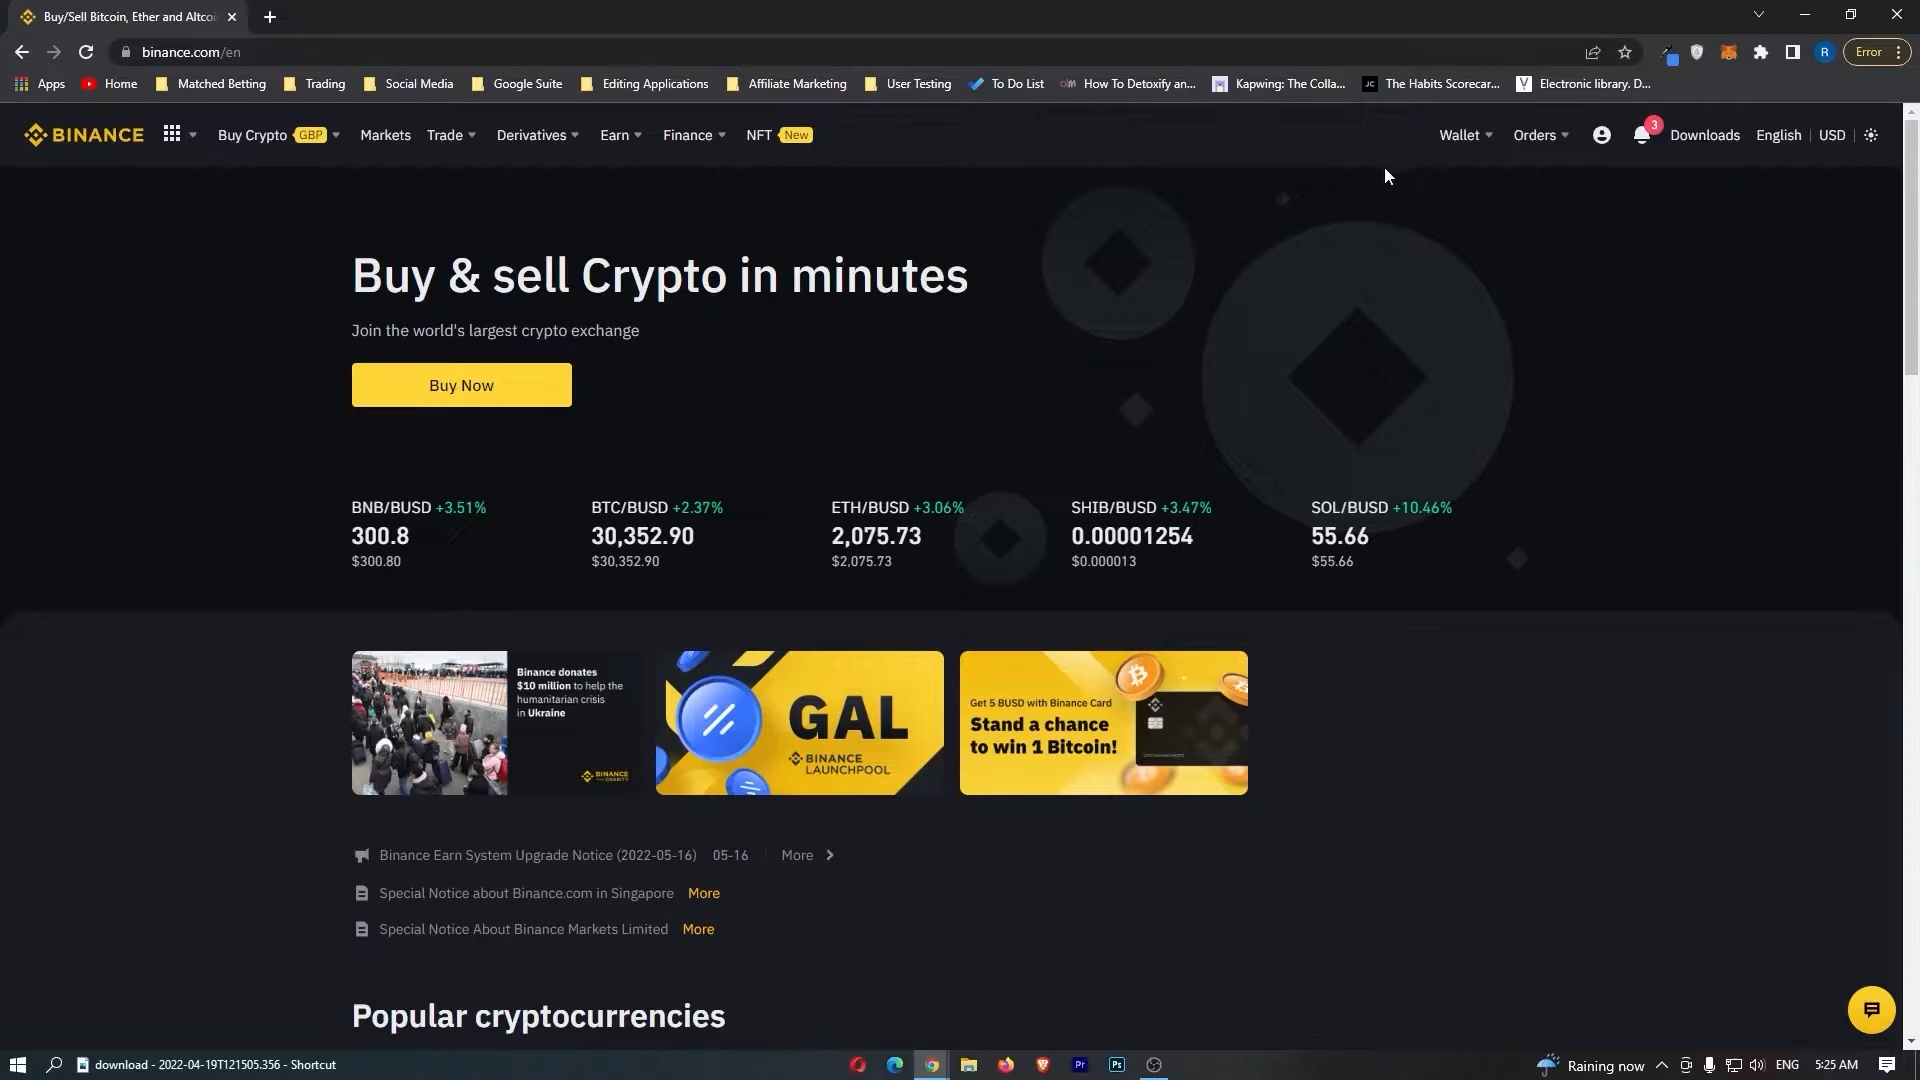 Buy/Sell Bitcoin, Ether and Altcoi
binance.com/en
R
Error
Apps
Home
Matched Betting
Trading
Social Media
Google Suite
Editing Applications
Affiliate Marketing
User Testing
To Do List
How To Detoxify an...
Kapwing: The Colla...
JC The Habits Scorecar...
Electronic library. D...
BINANCE
Buy Crypto GBP
Markets
Trade
Derivatives
Earn
Finance
NFT New
Wallet
Orders
3
Downloads
English
USD
Buy & sell Crypto in minutes
Join the world's largest crypto exchange
Buy Now
BNB/BUSD +3.51%
300.8
$300.80
BTC/BUSD +2.37%
30,352.90
$30,352.90
ETH/BUSD +3.06%
2,075.73
$2,075.73
SHIB/BUSD +3.47%
0.00001254
$0.000013
SOL/BUSD +10.46%
55.66
$55.66
Binance donates
$10 million to help the
humanitarian crisis
in Ukraine
BINANCE
CHARITY
GAL
BINANCE
LAUNCHPOOL
Get 5 BUSD with Binance Card
Stand a chance
to win 1 Bitcoin!
Binance Earn System Upgrade Notice (2022-05-16) 05-16 More
Special Notice about Binance.com in Singapore More
Special Notice About Binance Markets Limited More
Popular cryptocurrencies
download - 2022-04-19T121505.356 - Shortcut
Pr
Ps
Raining now
ENG
5:25 AM